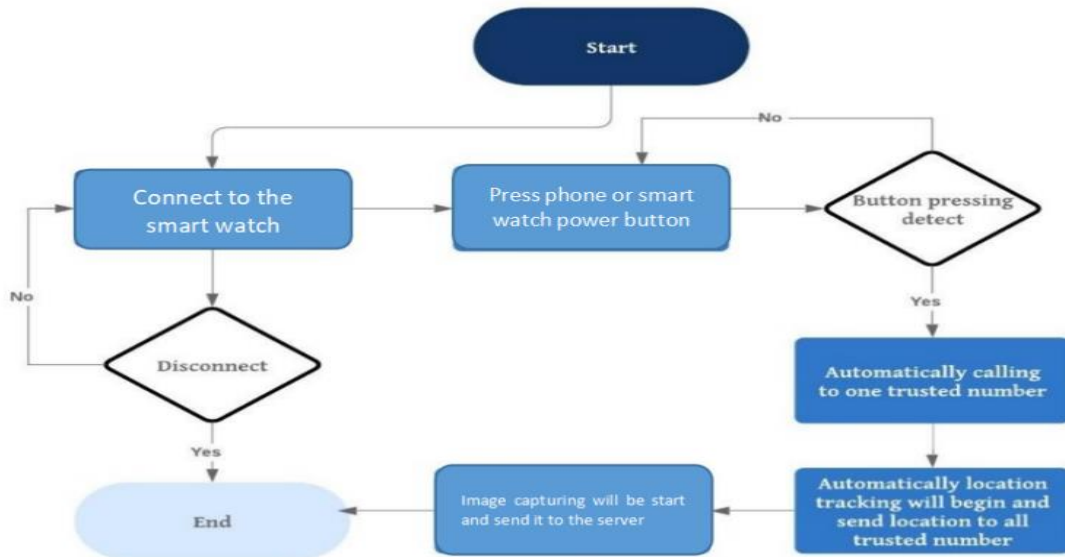 Start
No
Connect to the
smart watch
Press phone or smart
watch power button
Button pressing
detect
No
Yes
Disconnect
Automatically calling
to one trusted number
Yes
End
Image capturing will be start
and send it to the server
Automatically location
tracking will begin and
send location to all
trusted number